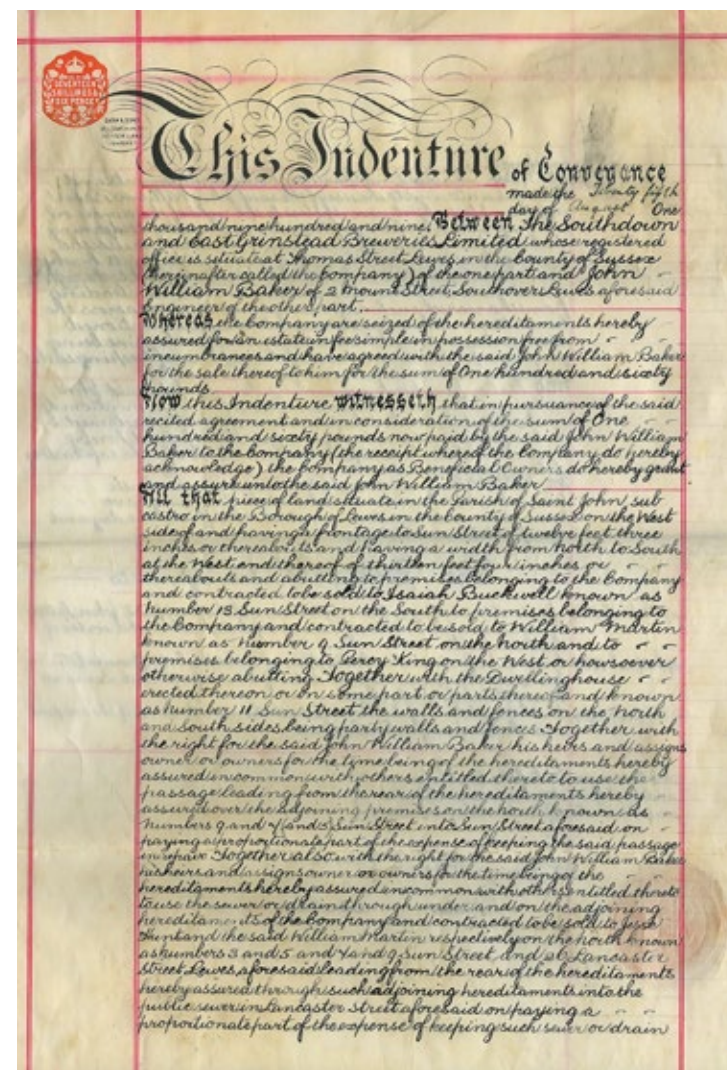 SEVENTEEN
SHILLINGS &
SIX PENCE
This Indenture of Conveyance
made the Twenty fifth
day of August One
thousand nine hundred and nine. Between The Southdown
and East Grinstead Breweries Limited whose registered
office is situate at Thomas Street Lewes in the County of Sussex
(hereinafter called the Company) of the one part and John
William Baker of 2 Mount Street, Southover Lewes aforesaid
Engineer of the other part.
Whereas the Company are seized of the hereditaments hereby
assured for an estate in fee simple in possession free from
incumbrances and have agreed with the said John William Baker
for the sale thereof to him for the sum of One hundred and sixty
pounds
Now this Indenture witnesseth that in pursuance of the said
recited agreement and in consideration of the sum of One
hundred and sixty pounds now paid by the said John William
Baker to the Company (the receipt whereof the Company do hereby
acknowledge) the Company as Beneficial Owners do hereby grant
and assure unto the said John William Baker
All that piece of land situate in the Parish of Saint John sub
castro in the Borough of Lewes in the County of Sussex on the West
side of and having a frontage to Sun Street of twelve feet three
inches or thereabouts and having a width from North to South
at the West end thereof of thirteen feet four inches or
thereabouts and abutting to premises belonging to the Company
and contracted to be sold to Isaiah Buckwell known as
Number 13 Sun Street on the South to premises belonging to
the Company and contracted to be sold to William Martin
known as Number 9 Sun Street on the North and to
premises belonging to Percy King on the West or howsoever
otherwise abutting Together with the Dwellinghouse
erected thereon or on some part or parts thereof and known
as Number 11 Sun Street the walls and fences on the North
and South sides being party walls and fences Together with
the right for the said John William Baker his heirs and assigns
owner or owners for the time being of the hereditaments hereby
assured in common with others entitled thereto to use the
passage leading from the rear of the hereditaments hereby
assured over the adjoining premises on the North known as
Numbers 9 and 7 (and 5) Sun Street into Sun Street aforesaid on
paying a proportionate part of the expense of keeping the said passage
in repair Together also with the right for the said John William Baker
his heirs and assigns owner or owners for the time being of the
hereditaments hereby assured in common with others entitled thereto
to use the sewer or drain through under and on the adjoining
hereditaments of the Company and contracted to be sold to Jesse
Hunt and the said William Martin respectively on the North known
as Numbers 3 and 5 and 7 and 9 Sun Street and 26 Lancaster
Street Lewes aforesaid leading from the rear of the hereditaments
hereby assured through such adjoining hereditaments into the
public sewer in Lancaster Street aforesaid on paying a
proportionate part of the expense of keeping such sewer or drain